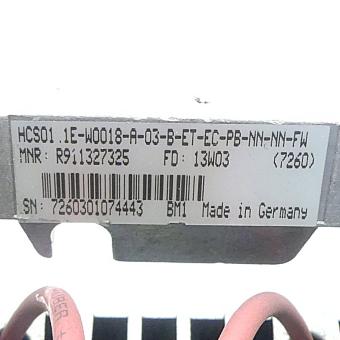 HCS01.1E-W0018-A-03-B-ET-EC-PB-NN-NN-FW
MNR: R911327325 FD: 13W03 (7260)
SN: 7260301074443 BM1 Made in Germany